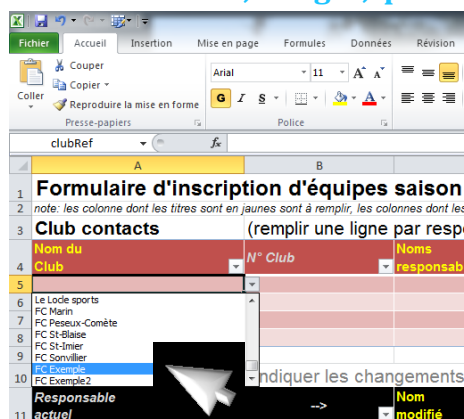 Fichier Accueil Insertion Mise en page Formules Données Révision
Couper
Copier
Reproduire la mise en forme
Coller
Presse-papiers
Arial 11 A A
G I S A
Police
clubRef fx
A B
1 Formulaire d'inscription d'équipes saison
2 note: les colonne dont les titres sont en jaunes sont à remplir, les colonnes dont les
3 Club contacts (remplir une ligne par
4 Nom du Club N° Club Noms
5
6 Le Locle sports
FC Marin
7 FC Peseux-Comète
FC St-Blaise
8 FC St-Imier
9 FC Sonvilier
FC Exemple
10 FC Exemple2 ndiquer les changements
11 Responsable actuel --> Nom modifié